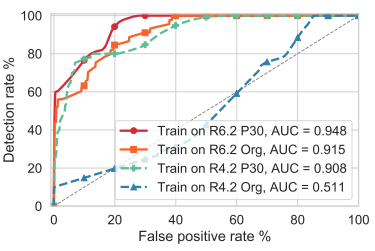 100
80
60
40
20
0
Detection rate %
Train on R6.2 P30, AUC = 0.948
Train on R6.2 Org, AUC = 0.915
Train on R4.2 P30, AUC = 0.908
Train on R4.2 Org, AUC = 0.511
0 20 40 60 80 100
False positive rate %